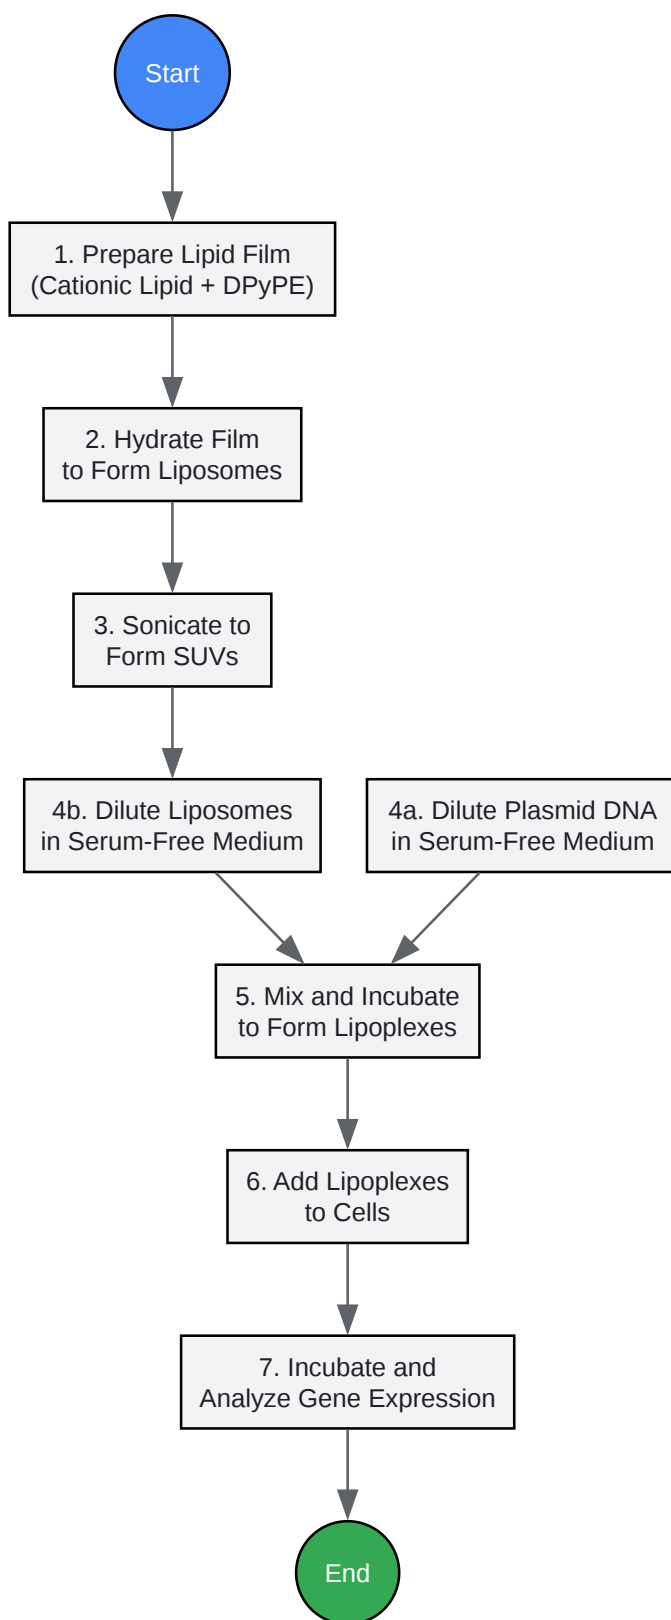 Start
1. Prepare Lipid Film
(Cationic Lipid + DPyPE)
2. Hydrate Film
to Form Liposomes
3. Sonicate to
Form SUVs
4b. Dilute Liposomes
in Serum-Free Medium
4a. Dilute Plasmid DNA
in Serum-Free Medium
5. Mix and Incubate
to Form Lipoplexes
6. Add Lipoplexes
to Cells
7. Incubate and
Analyze Gene Expression
End